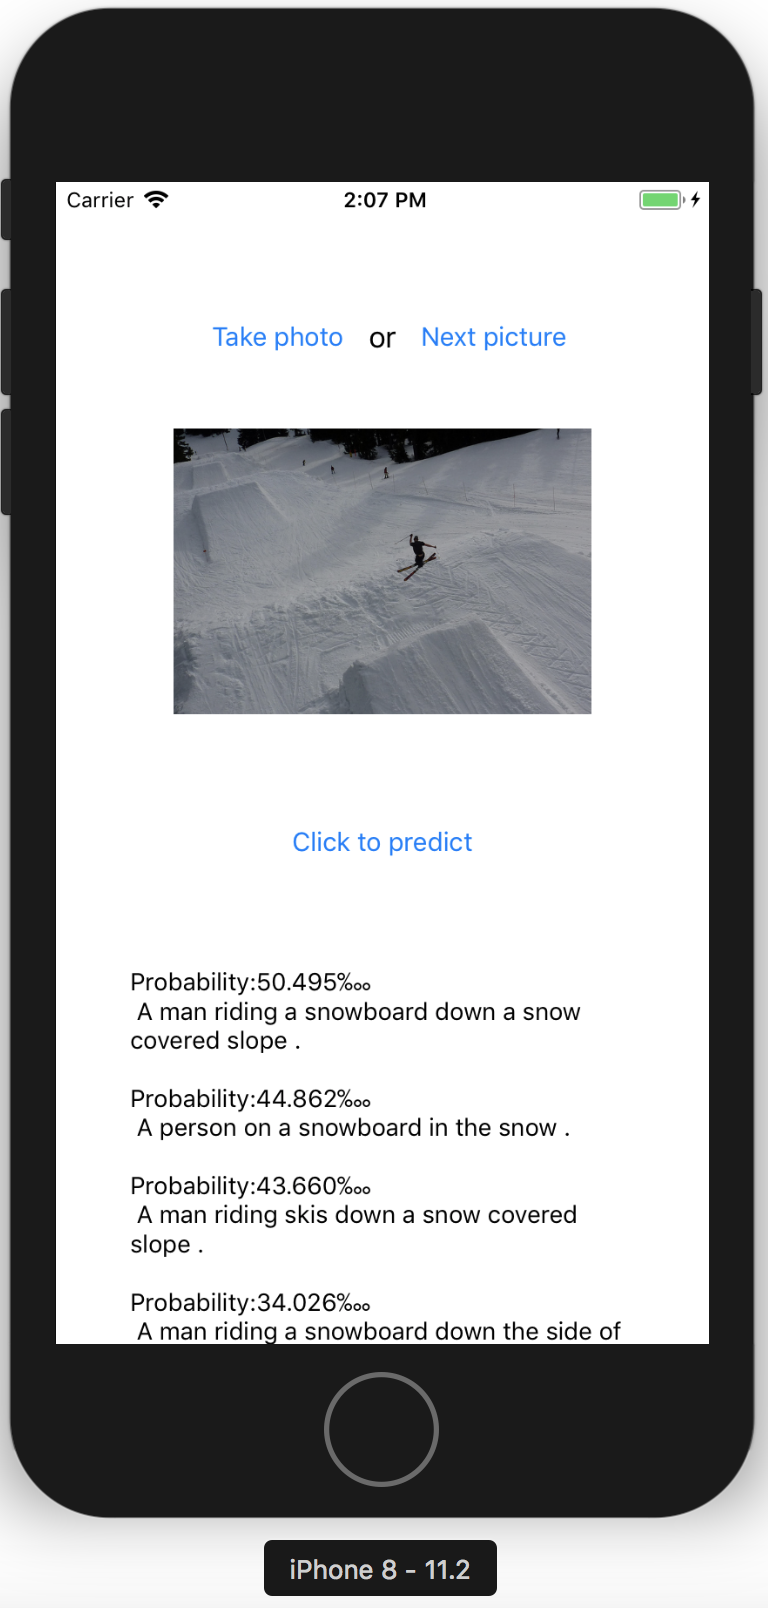 Carrier 2:07 PM
Take photo or Next picture
Click to predict
Probability:50.495‱
A man riding a snowboard down a snow
covered slope .
Probability:44.862‱
A person on a snowboard in the snow .
Probability:43.660‱
A man riding skis down a snow covered
slope .
Probability:34.026‱
A man riding a snowboard down the side of
iPhone 8 - 11.2